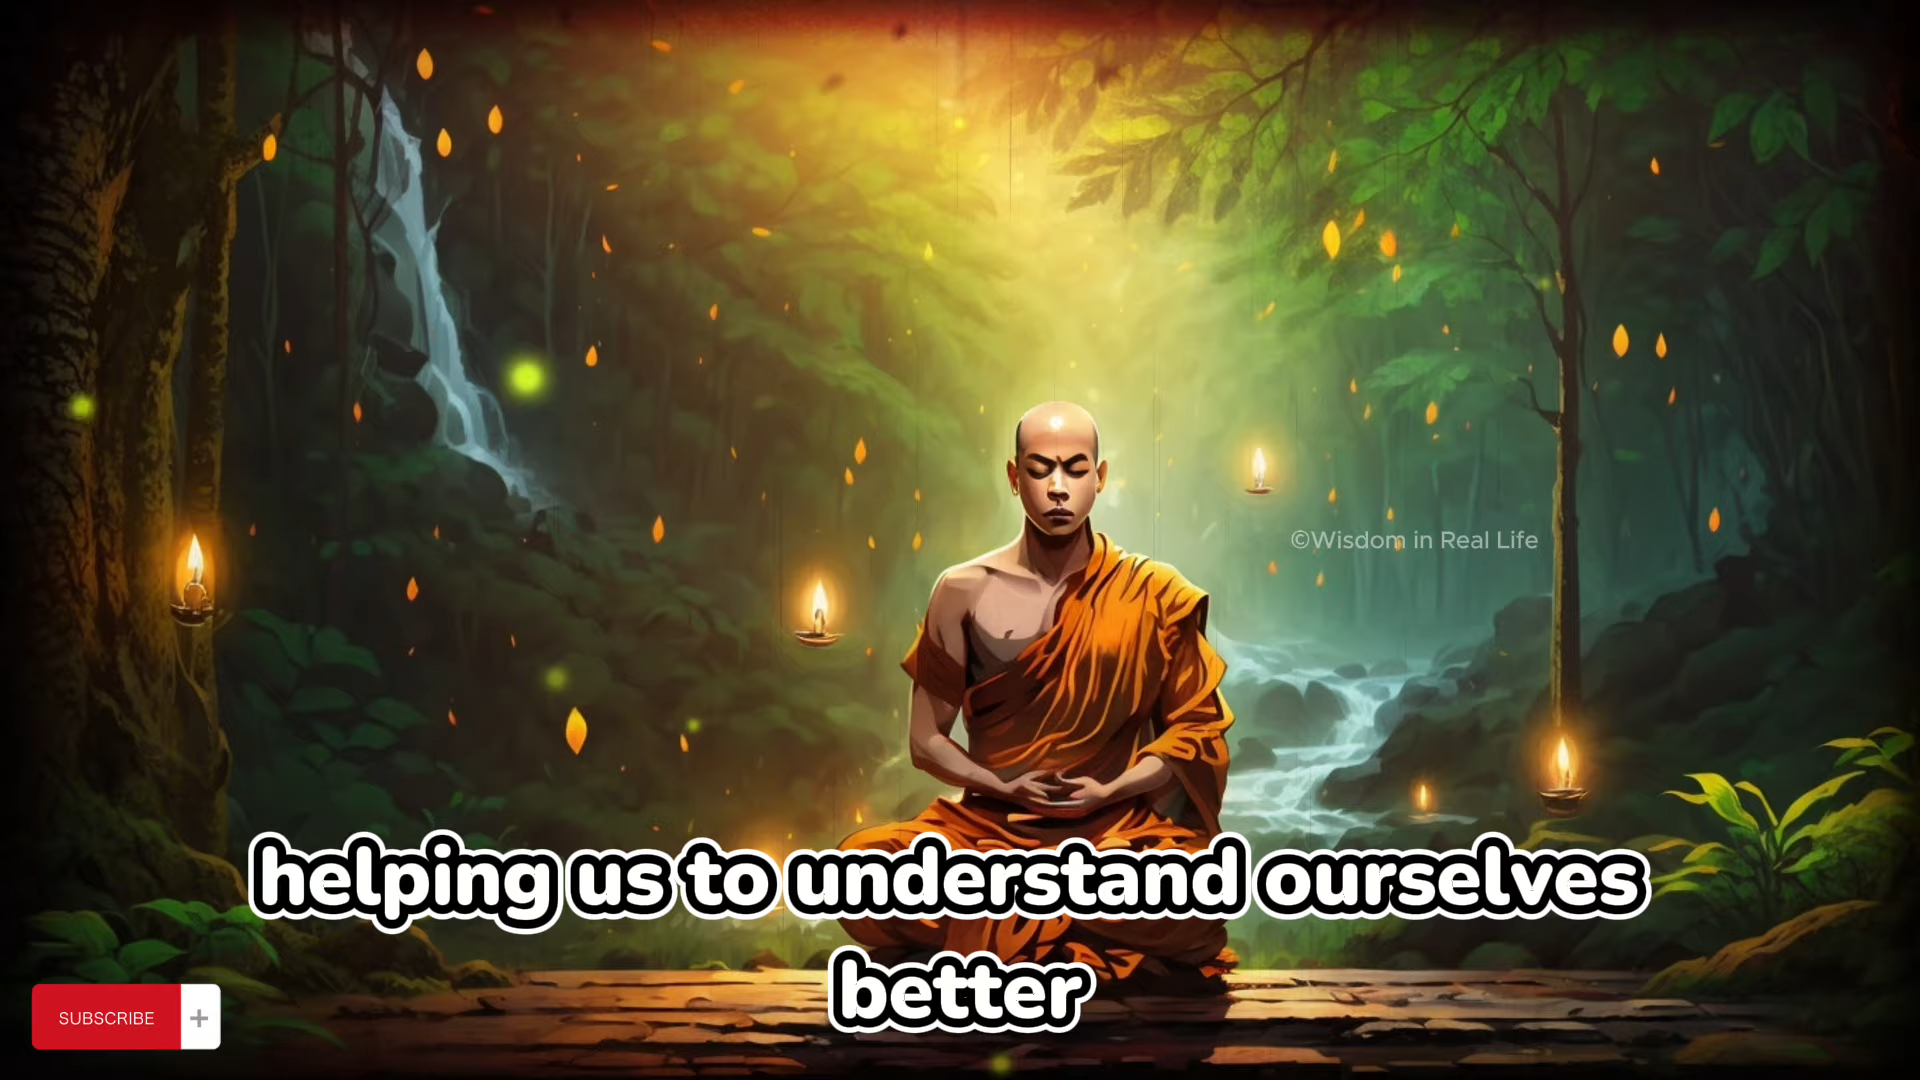 ©Wisdom in Real Life
helping us to understand ourselves
better
SUBSCRIBE +